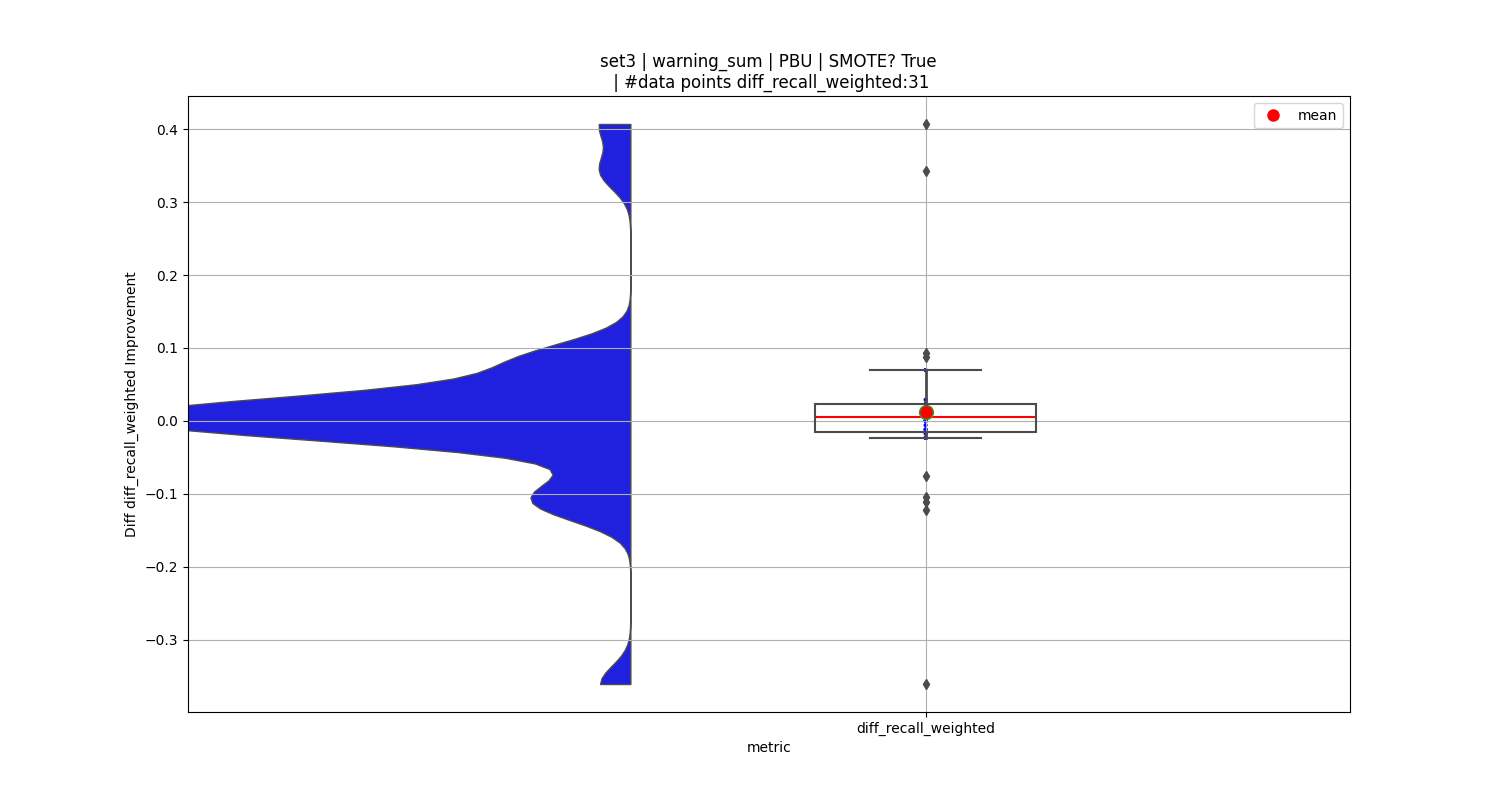 set3 | warning_sum | PBU | SMOTE? True
| #data points diff_recall_weighted:31
mean
0.4
0.3
0.2
0.1
0.0
−0.1
−0.2
−0.3
Diff diff_recall_weighted Improvement
diff_recall_weighted
metric